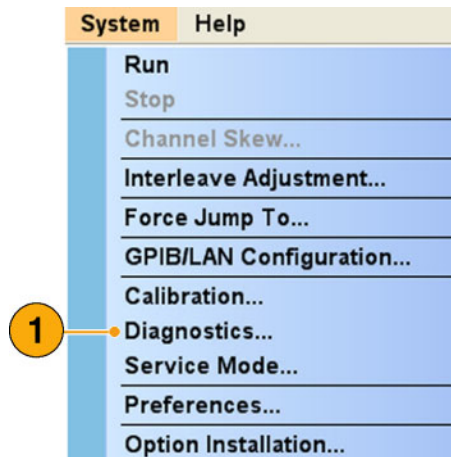 System Help
Run
Stop
Channel Skew...
Interleave Adjustment...
Force Jump To...
GPIB/LAN Configuration...
Calibration...
1 Diagnostics...
Service Mode...
Preferences...
Option Installation...